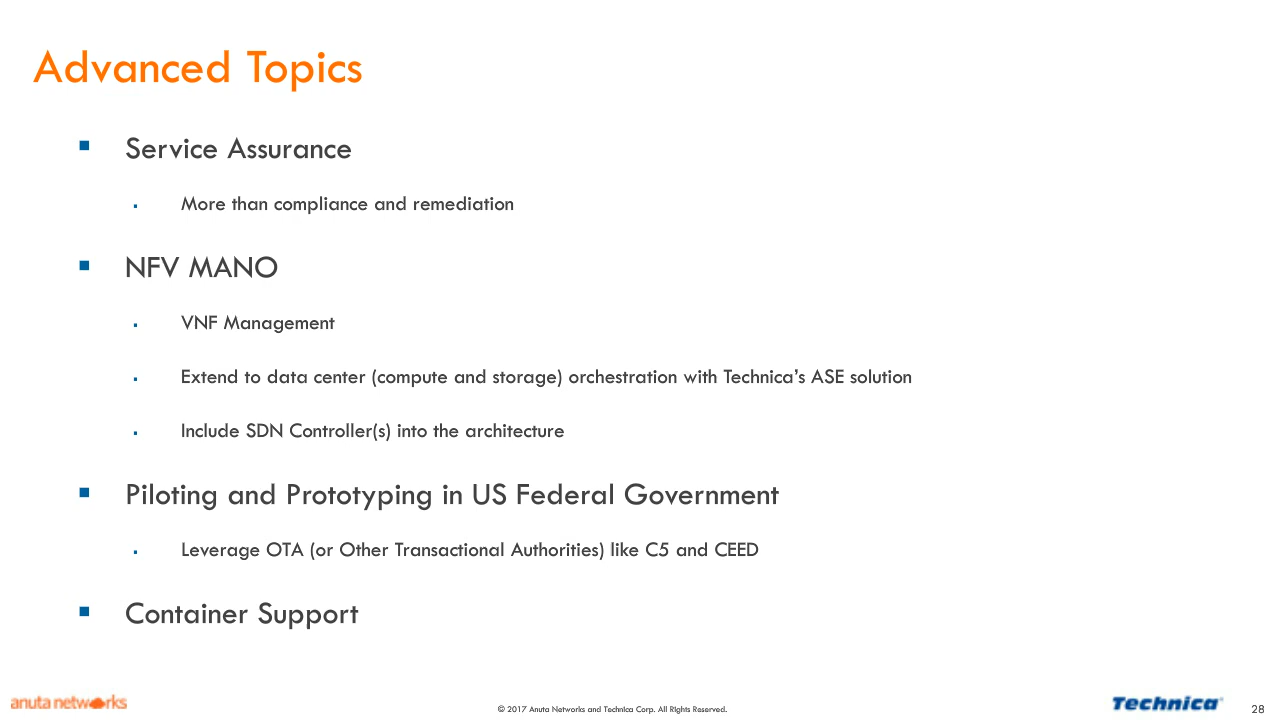 Advanced Topics
▪ Service Assurance
▪ More than compliance and remediation
▪ NFV MANO
▪ VNF Management
▪ Extend to data center (compute and storage) orchestration with Technica’s ASE solution
▪ Include SDN Controller(s) into the architecture
▪ Piloting and Prototyping in US Federal Government
▪ Leverage OTA (or Other Transactional Authorities) like C5 and CEED
▪ Container Support
anuta networks
© 2017 Anuta Networks and Technica Corp. All Rights Reserved.
Technica®
28